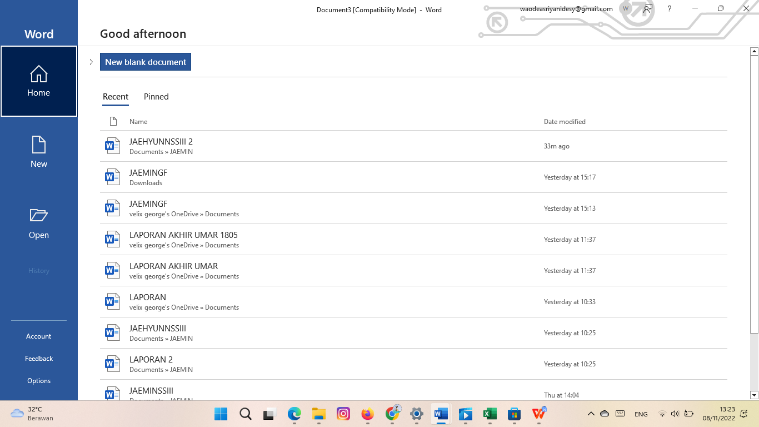 Document3 [Compatibility Mode] - Word
waodeasriyanidesy@gmail.com
W
?
Word
Good afternoon
New blank document
Home
Recent
Pinned
Name
Date modified
New
JAEHYUNNSSIII 2
Documents » JAEMIN
33m ago
JAEMINGF
Downloads
Yesterday at 15:17
Open
JAEMINGF
velix george's OneDrive » Documents
Yesterday at 15:13
LAPORAN AKHIR UMAR 1805
velix george's OneDrive » Documents
Yesterday at 11:37
History
LAPORAN AKHIR UMAR
velix george's OneDrive » Documents
Yesterday at 11:37
LAPORAN
velix george's OneDrive » Documents
Yesterday at 10:33
Account
JAEHYUNNSSIII
Documents » JAEMIN
Yesterday at 10:25
Feedback
LAPORAN 2
Documents » JAEMIN
Yesterday at 10:25
Options
JAEMINSSIII
Documents » JAEMIN
Thu at 14:04
32°C
Berawan
ENG
13:23
08/11/2022